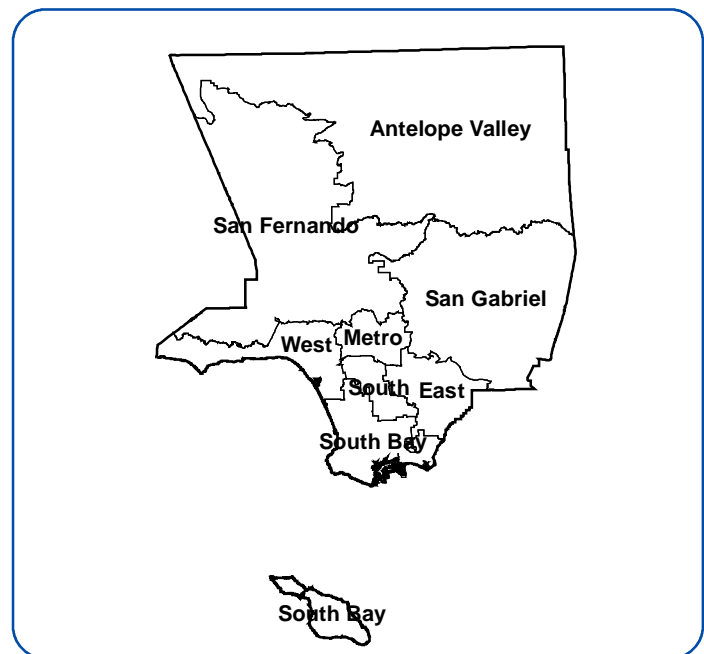 Antelope Valley
San Fernando
San Gabriel
West
Metro
South
East
South Bay
South Bay